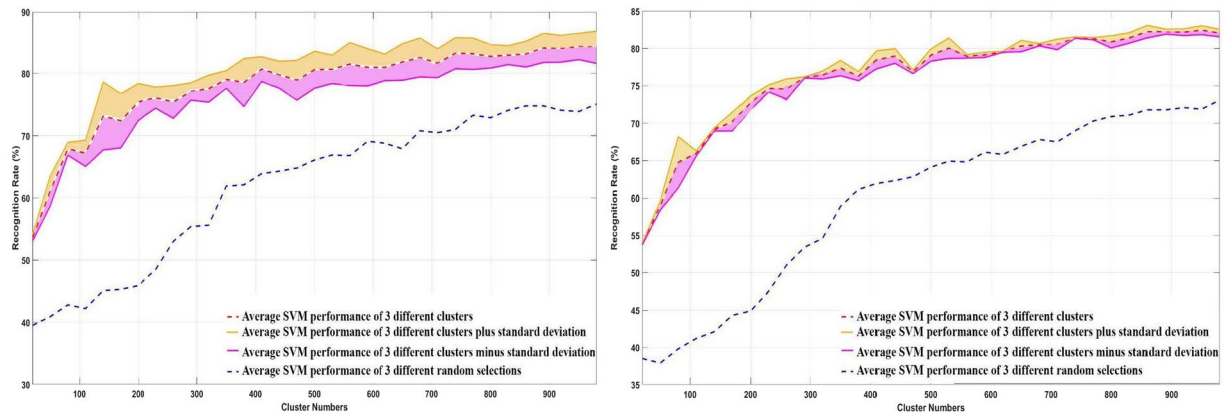 90
80
70
60
50
40
30
Recognition Rate (%)
Average SVM performance of 3 different clusters
Average SVM performance of 3 different clusters plus standard deviation
Average SVM performance of 3 different clusters minus standard deviation
Average SVM performance of 3 different random selections
100 200 300 400 500 600 700 800 900
Cluster Numbers
85
80
75
70
65
60
55
50
45
40
35
Recognition Rate (%)
Average SVM performance of 3 different clusters
Average SVM performance of 3 different clusters plus standard deviation
Average SVM performance of 3 different clusters minus standard deviation
Average SVM performance of 3 different random selections
100 200 300 400 500 600 700 800 900
Cluster Numbers